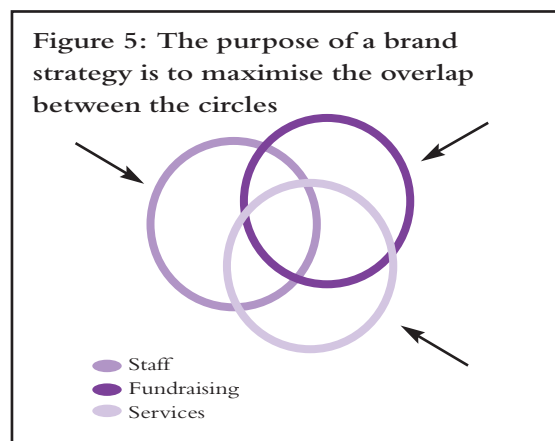 Figure 5: The purpose of a brand
strategy is to maximise the overlap
between the circles
Staff
Fundraising
Services